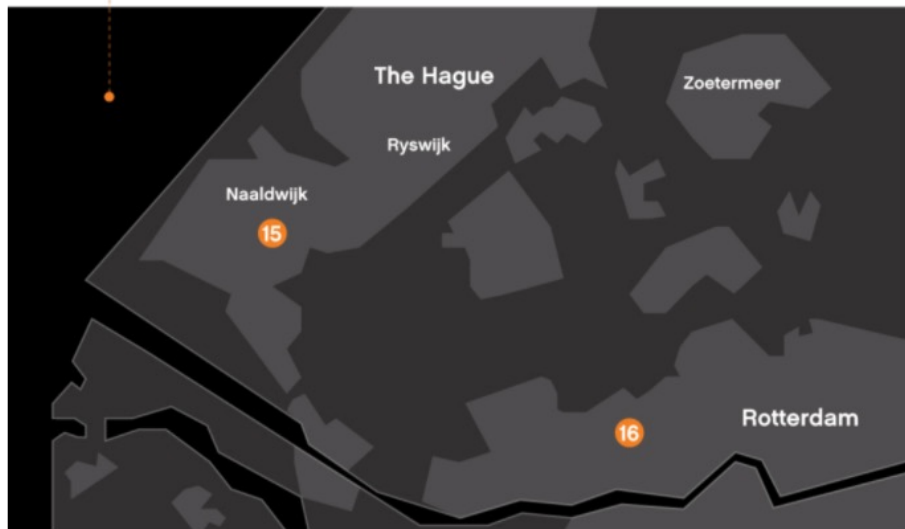 The Hague
Zoetermeer
Ryswijk
Naaldwijk
15
Rotterdam
16